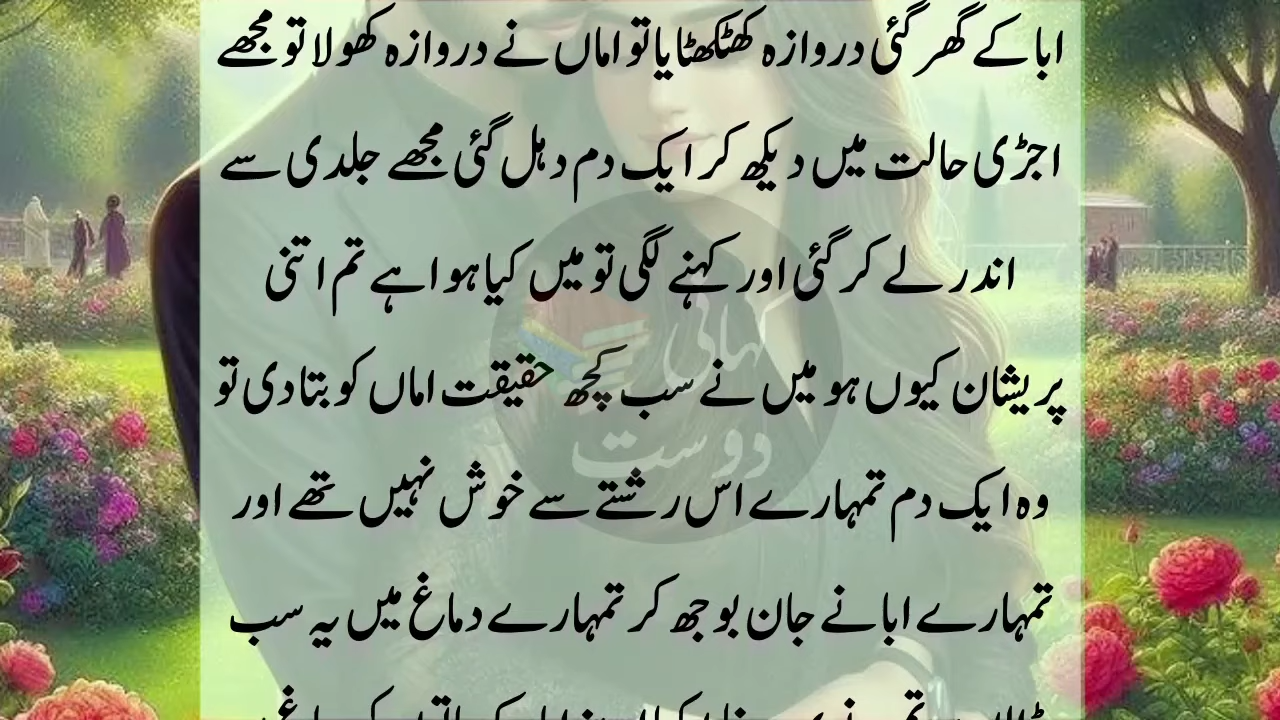 ابا کے گھر گئی دروازہ کھٹکھٹایا تو اماں نے دروازہ کھولا تو مجھے
اجڑی حالت میں دیکھ کر ایک دم دہل گئی مجھے جلدی سے
اندر لے کر گئی اور کہنے لگی تو میں کیا ہوا ہے تم اتنی
پریشان کیوں ہو میں نے سب کچھ حقیقت اماں کو بتا دی تو
وہ ایک دم تمہارے اس رشتے سے خوش نہیں تھے اور
تمہارے ابا نے جان بوجھ کر تمہارے دماغ میں یہ سب
کہانی
دوست